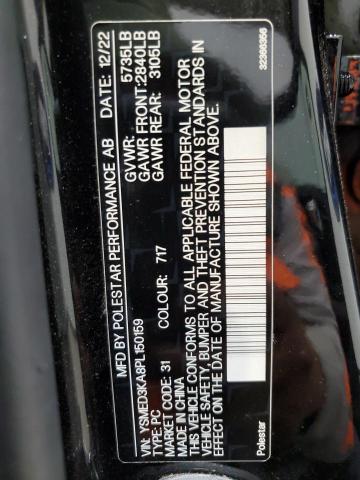 MFD BY POLESTAR PERFORMANCE AB DATE: 12/22
GVWR: 5736LB
GAWR FRONT: 2840LB
GAWR REAR: 3106LB
VIN: YSMED3KA8PL150159
TYPE: PC
MARKET CODE: 31 COLOUR: 717
MADE IN CHINA
THIS VEHICLE CONFORMS TO ALL APPLICABLE FEDERAL MOTOR
VEHICLE SAFETY, BUMPER AND THEFT PREVENTION STANDARDS IN
EFFECT ON THE DATE OF MANUFACTURE SHOWN ABOVE.
Polestar 32366356